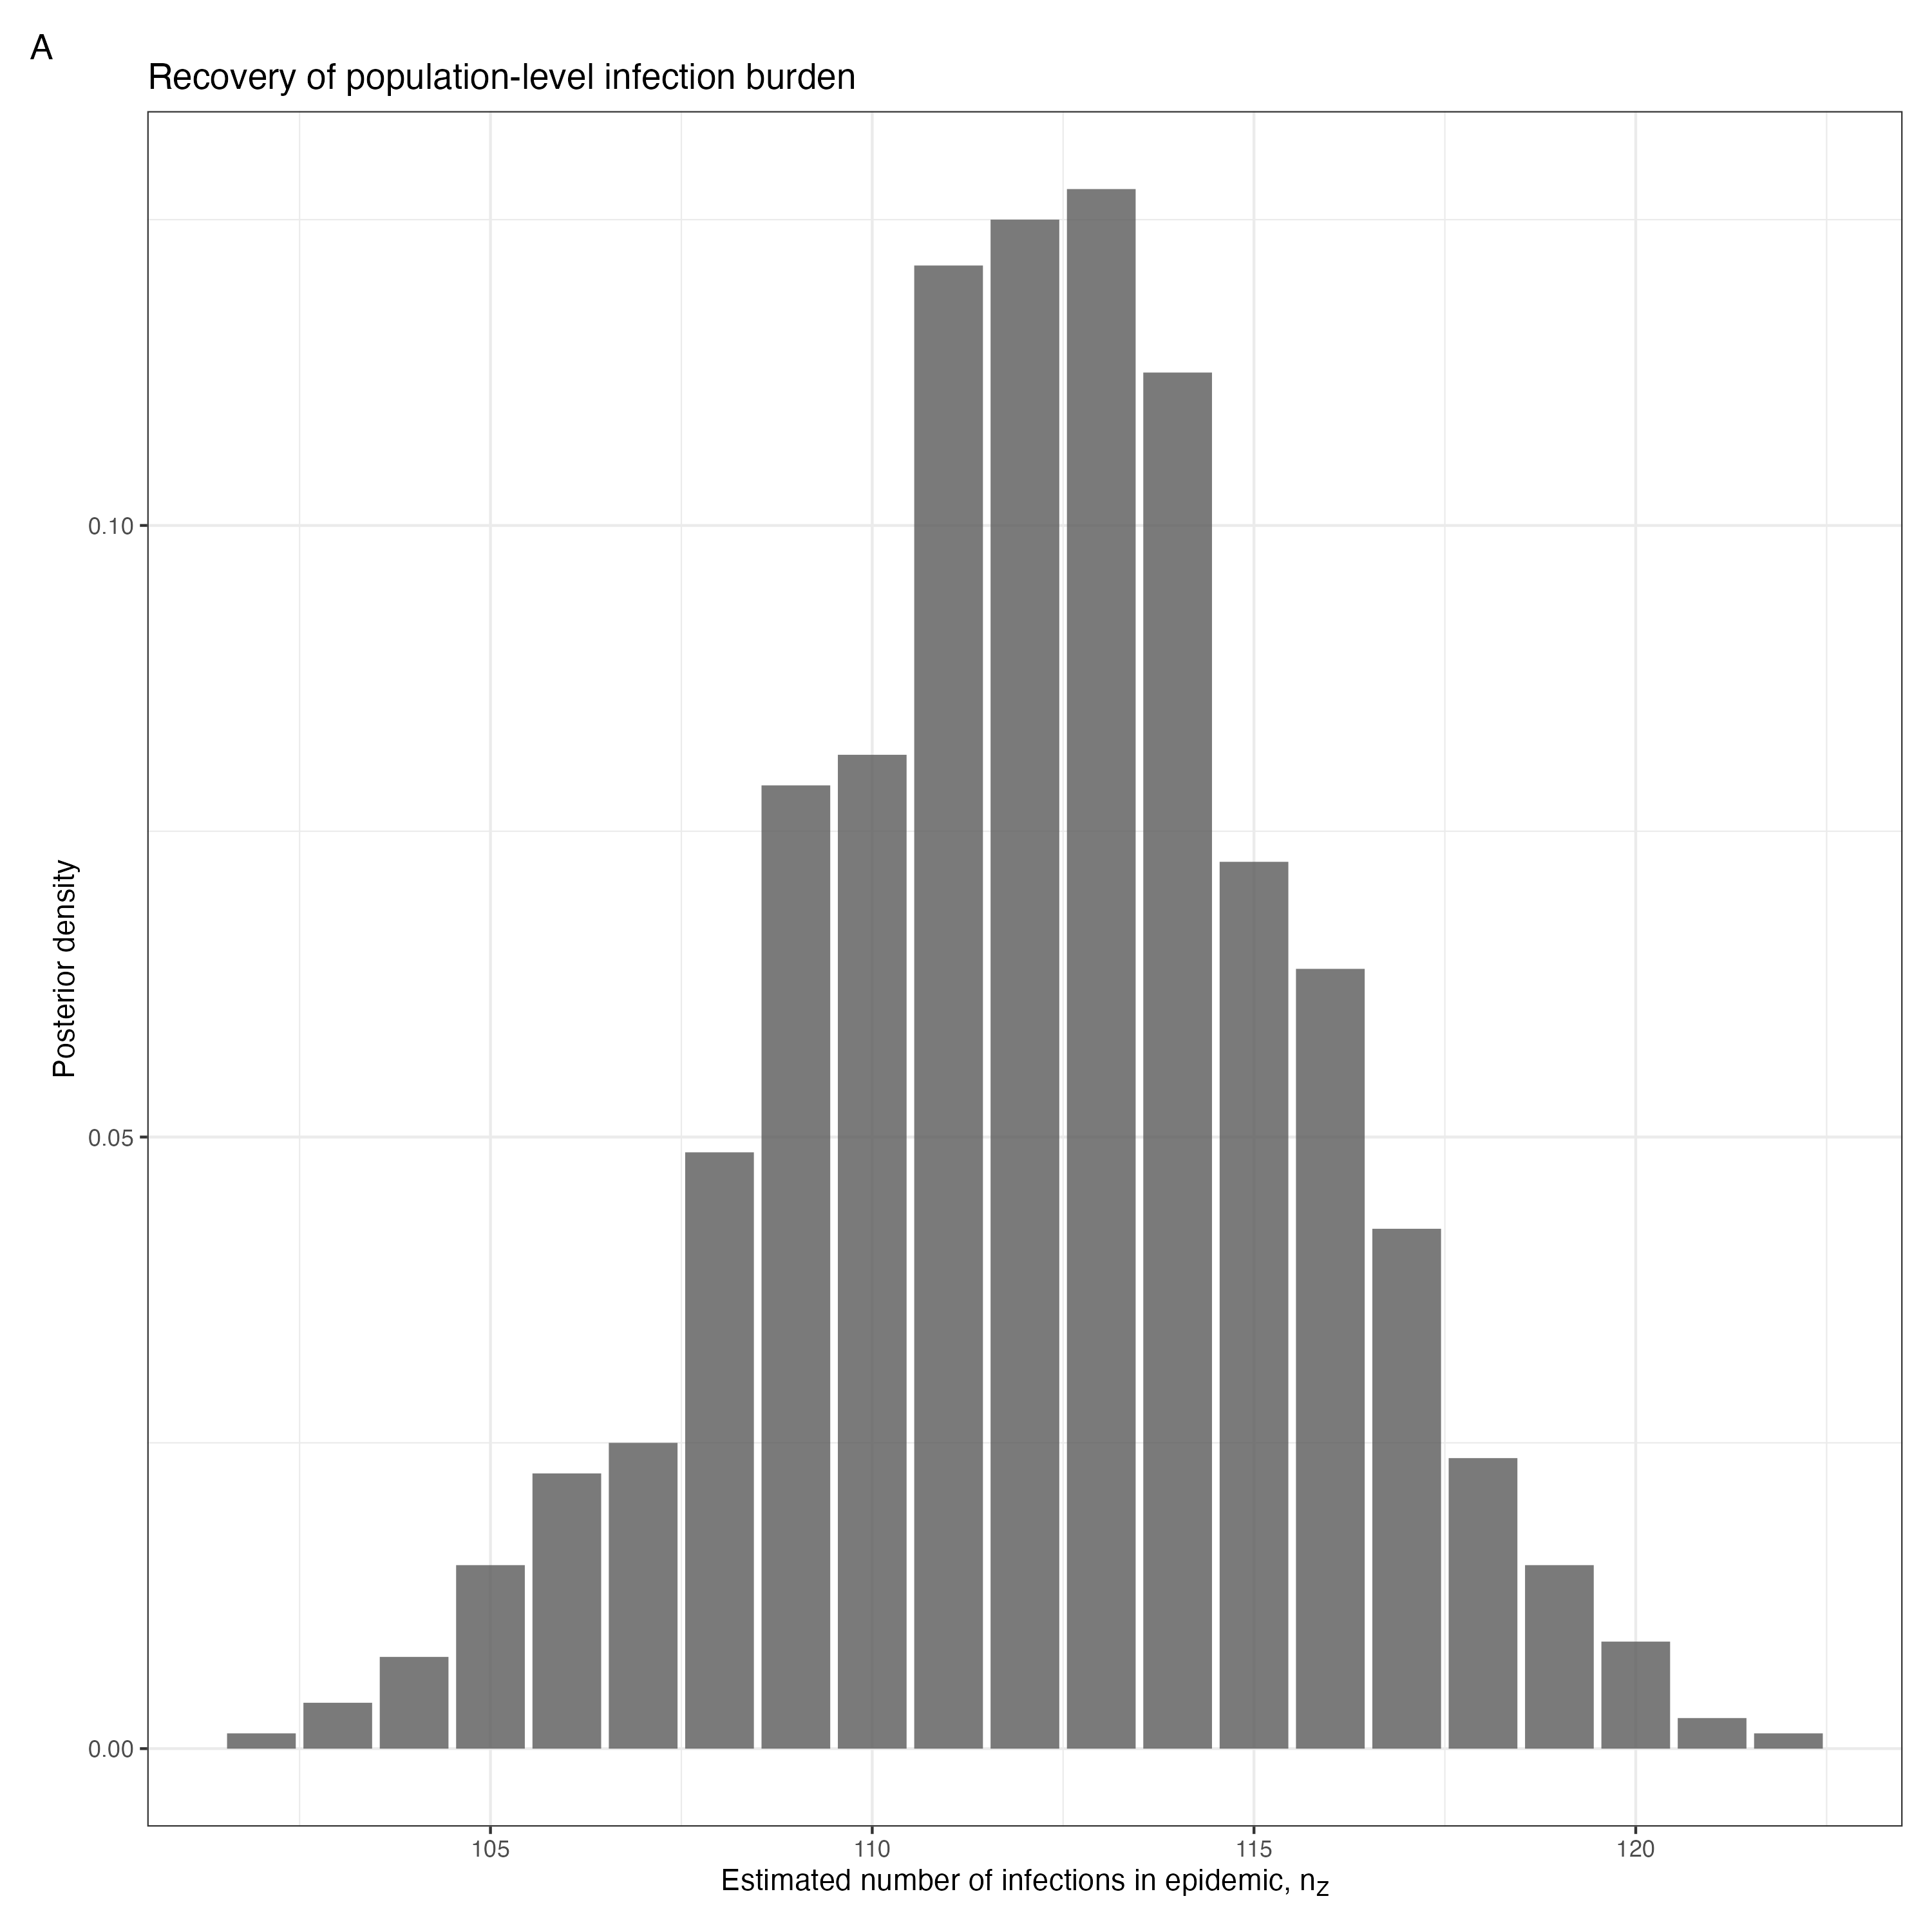 A
Recovery of population-level infection burden
Posterior density
0.10
0.05
0.00
105 110 115 120
Estimated number of infections in epidemic, nZ